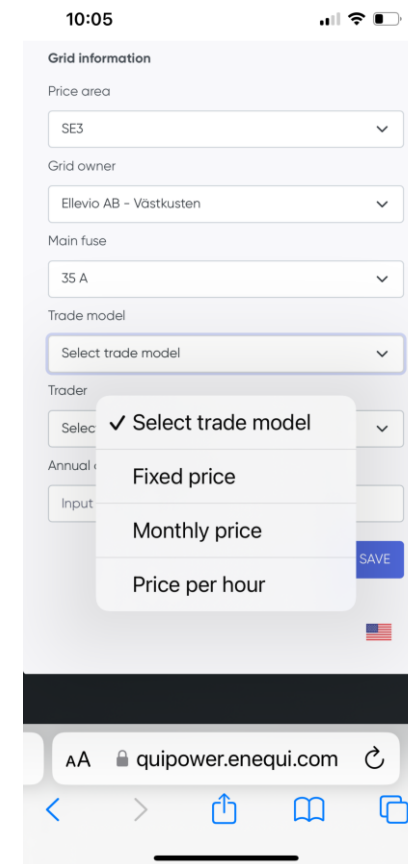 10:05
Grid information
Price area
SE3
Grid owner
Ellevio AB - Västkusten
Main fuse
35 A
Trade model
Select trade model
Trader
Selec
✓ Select trade model
Annual
Fixed price
Input
Monthly price
SAVE
Price per hour
AA quipower.enequi.com